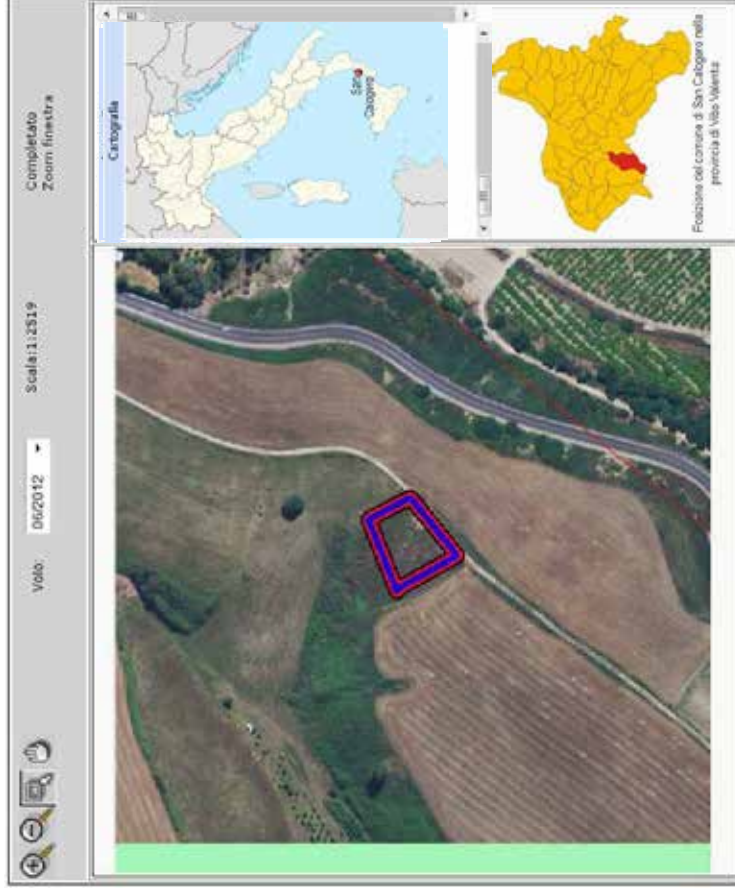 Volo: 06/2012 Scala:1:2519 Completato
Zoom finestra
Cartografia
San
Calogero
Posizione del comune di San Calogero nella
provincia di Vibo Valentia